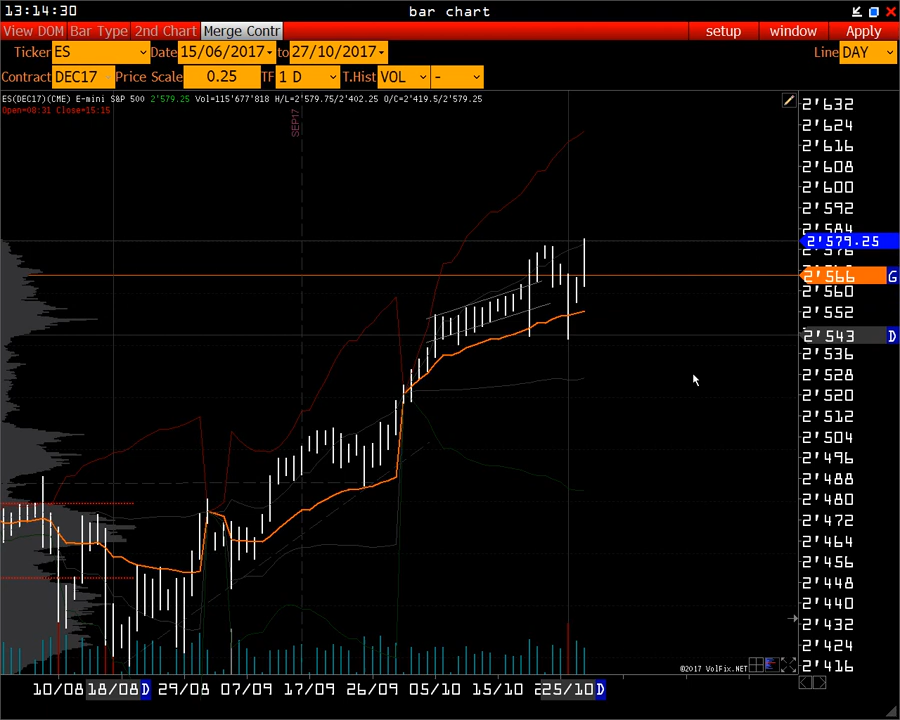 13:14:30 bar chart
View DOM Bar Type 2nd Chart Merge Contr setup window Apply
Ticker ES Date 15/06/2017 to 27/10/2017 Line DAY
Contract DEC17 Price Scale 0.25 TF 1 D T.Hist VOL -
ES(DEC17)(CME) E-mini S&P 500 2'579.25 Vol=115'677'818 H/L=2'579.75/2'402.25 O/C=2'419.5/2'579.25
Open=08:31 Close=15:15
SEP17
2'632
2'624
2'616
2'608
2'600
2'592
2'584
2'579.25
2'576
2'566 G
2'560
2'552
2'543 D
2'536
2'528
2'520
2'512
2'504
2'496
2'488
2'480
2'472
2'464
2'456
2'448
2'440
2'432
2'424
2'416
©2017 VolFix.NET
10/08 18/08 D 29/08 07/09 17/09 26/09 05/10 15/10 25/10 D